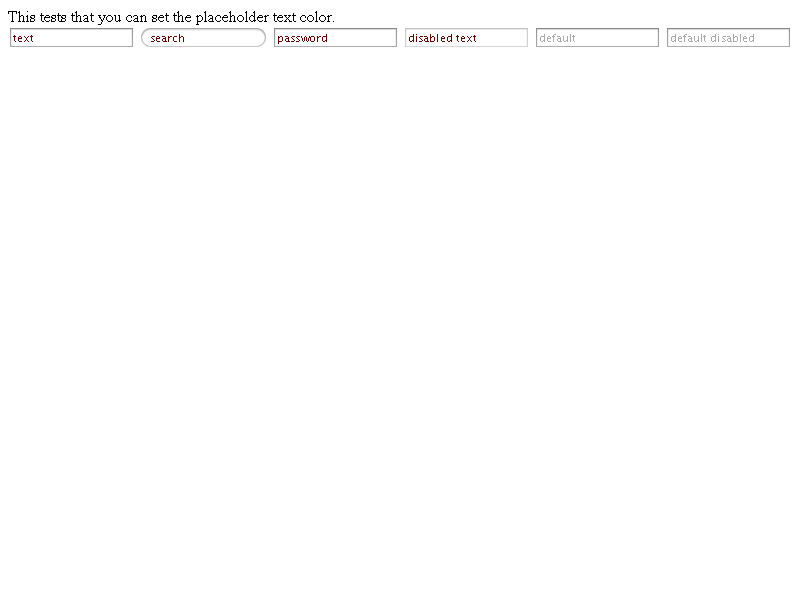 This tests that you can set the placeholder text color.
text search password disabled text default default disabled